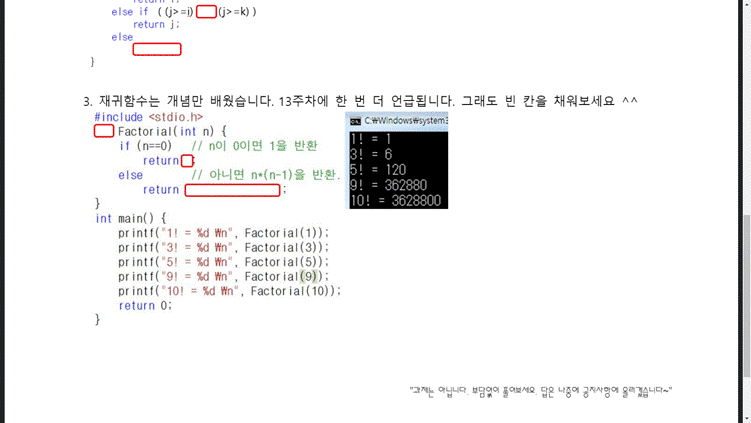 return i;
else if ((j>=i) (j>=k))
return j;
else
}
3. 재귀함수는 개념만 배웠습니다. 13주차에 한 번 더 언급됩니다. 그래도 빈 칸을 채워보세요 ^^
#include <stdio.h>
Factorial(int n) {
if (n==0) // n이 0이면 1을 반환
return ;
else // 아니면 n*(n-1)을 반환.
return ;
}
int main() {
printf("1! = %d ₩n", Factorial(1));
printf("3! = %d ₩n", Factorial(3));
printf("5! = %d ₩n", Factorial(5));
printf("9! = %d ₩n", Factorial(9));
printf("10! = %d ₩n", Factorial(10));
return 0;
}
C:₩Windows₩system3
1! = 1
3! = 6
5! = 120
9! = 362880
10! = 3628800
"과제는 아닙니다. 부담없이 풀어보세요. 답은 나중에 공지사항에 올리겠습니다~"